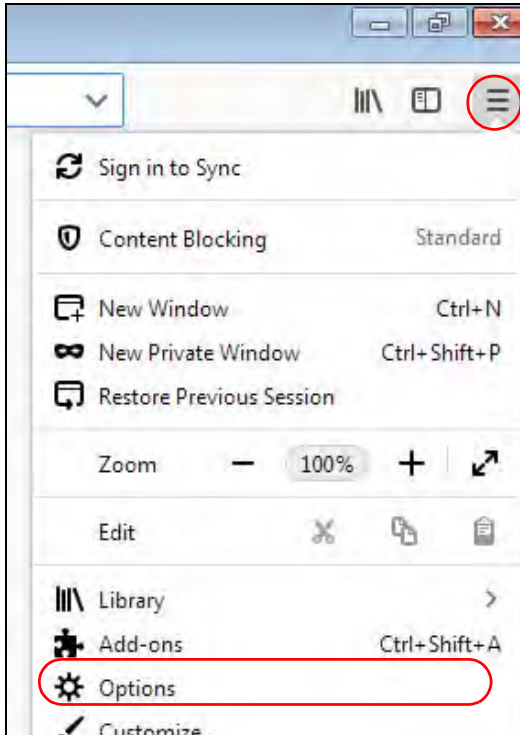 Sign in to Sync
Content Blocking Standard
New Window Ctrl+N
New Private Window Ctrl+Shift+P
Restore Previous Session
Zoom 100%
Edit
Library
Add-ons Ctrl+Shift+A
Options
Customize